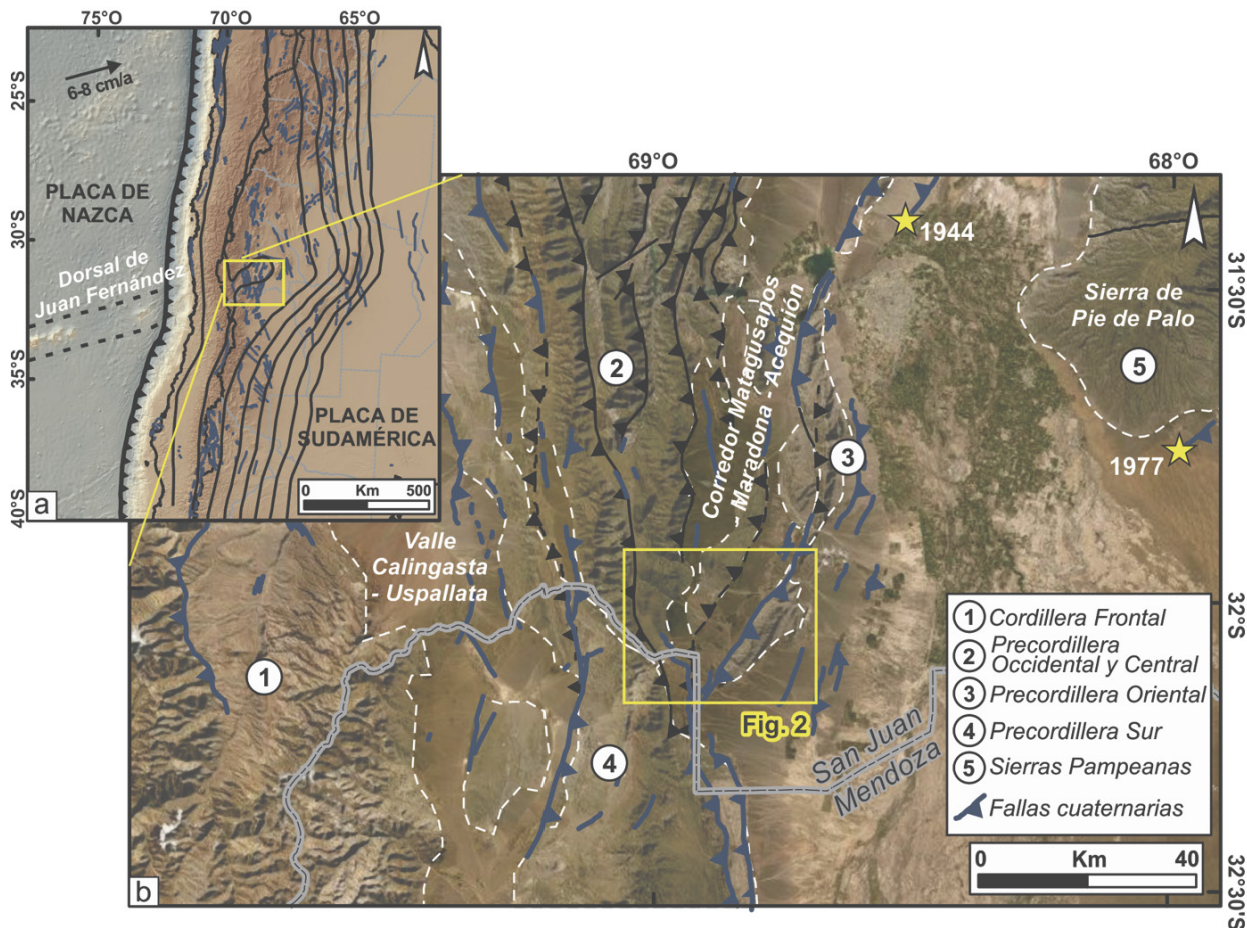 75°O
70°O
65°O
6-8 cm/a
25°S
PLACA DE
NAZCA
30°S
Dorsal de
Juan Fernández
35°S
PLACA DE
SUDAMÉRICA
0 Km 500
40°S
a
69°O
68°O
1944
31°30'S
Sierra de
Pie de Palo
5
2
Corredor Matagusapos
Maradona - Acequión
3
1977
Valle
Calingasta
- Uspallata
32°S
1
Fig. 2
4
San Juan
Mendoza
1 Cordillera Frontal
2 Precordillera
Occidental y Central
3 Precordillera Oriental
4 Precordillera Sur
5 Sierras Pampeanas
Fallas cuaternarias
0 Km 40
32°30'S
b